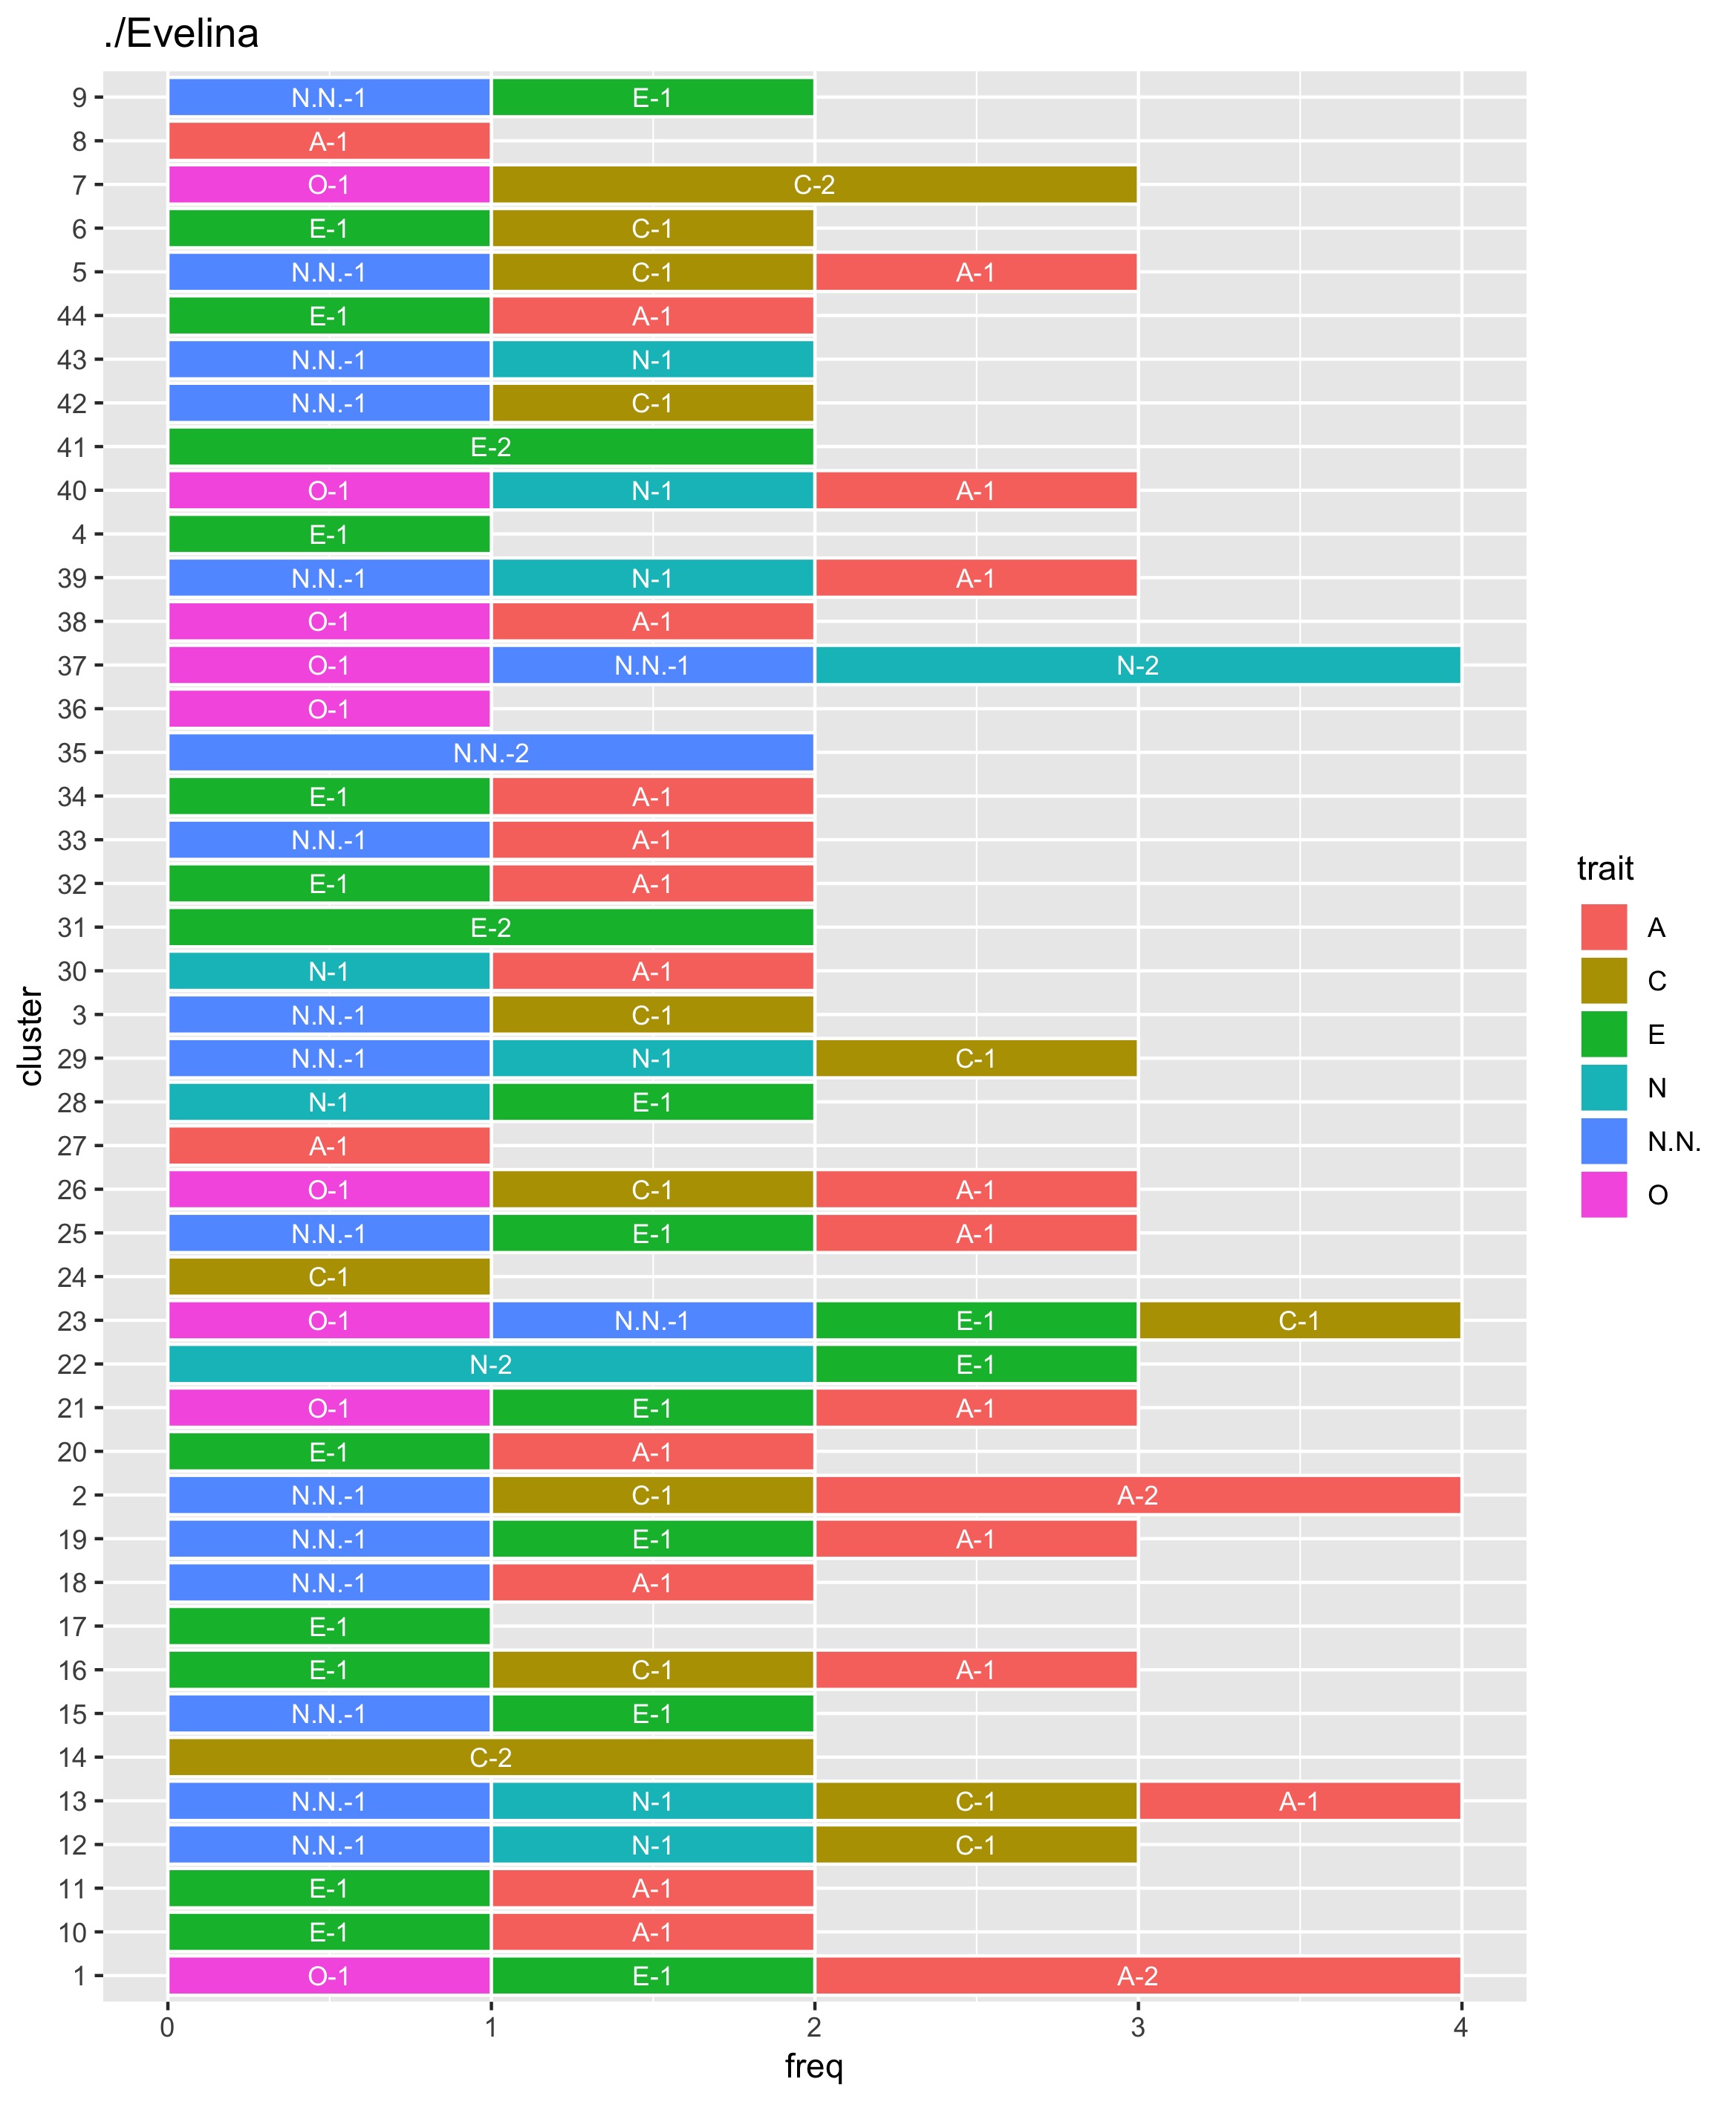 ./Evelina
9 N.N.-1 E-1
8 A-1
7 O-1 C-2
6 E-1 C-1
5 N.N.-1 C-1 A-1
44 E-1 A-1
43 N.N.-1 N-1
42 N.N.-1 C-1
41 E-2
40 O-1 N-1 A-1
4 E-1
39 N.N.-1 N-1 A-1
38 O-1 A-1
37 O-1 N.N.-1 N-2
36 O-1
35 N.N.-2
34 E-1 A-1
33 N.N.-1 A-1
32 E-1 A-1
31 E-2
30 N-1 A-1
3 N.N.-1 C-1
29 N.N.-1 N-1 C-1
28 N-1 E-1
27 A-1
26 O-1 C-1 A-1
25 N.N.-1 E-1 A-1
24 C-1
23 O-1 N.N.-1 E-1 C-1
22 N-2 E-1
21 O-1 E-1 A-1
20 E-1 A-1
2 N.N.-1 C-1 A-2
19 N.N.-1 E-1 A-1
18 N.N.-1 A-1
17 E-1
16 E-1 C-1 A-1
15 N.N.-1 E-1
14 C-2
13 N.N.-1 N-1 C-1 A-1
12 N.N.-1 N-1 C-1
11 E-1 A-1
10 E-1 A-1
1 O-1 E-1 A-2
0 1 2 3 4
freq
cluster
trait
A
C
E
N
N.N.
O